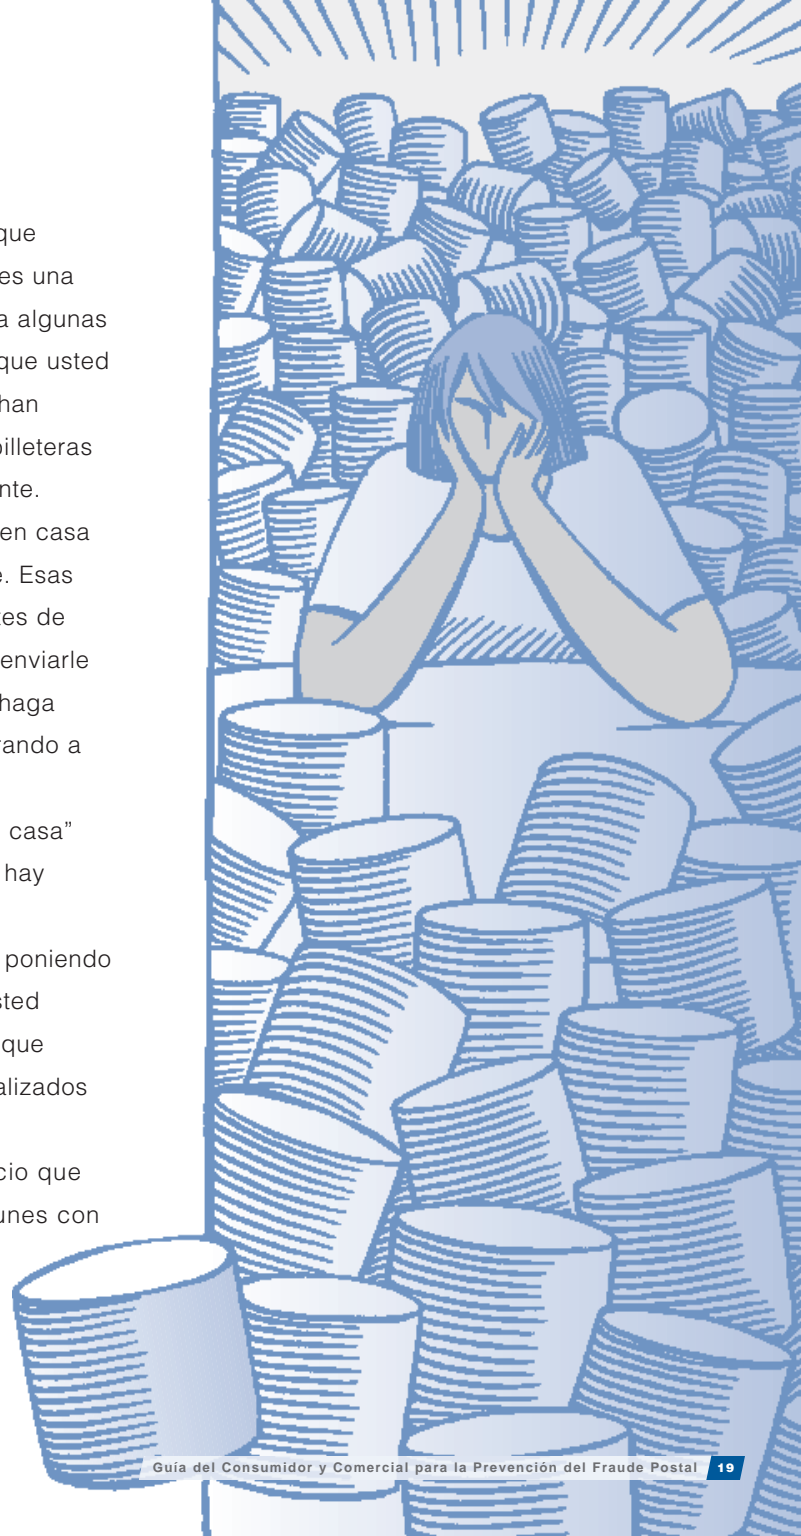 que
es una
a algunas
que usted
han
billeteras
nte.
en casa
e. Esas
tes de
enviarle
haga
rando a
casa”
hay
poniendo
sted
que
alizados
cio que
unes con
Guía del Consumidor y Comercial para la Prevención del Fraude Postal 19